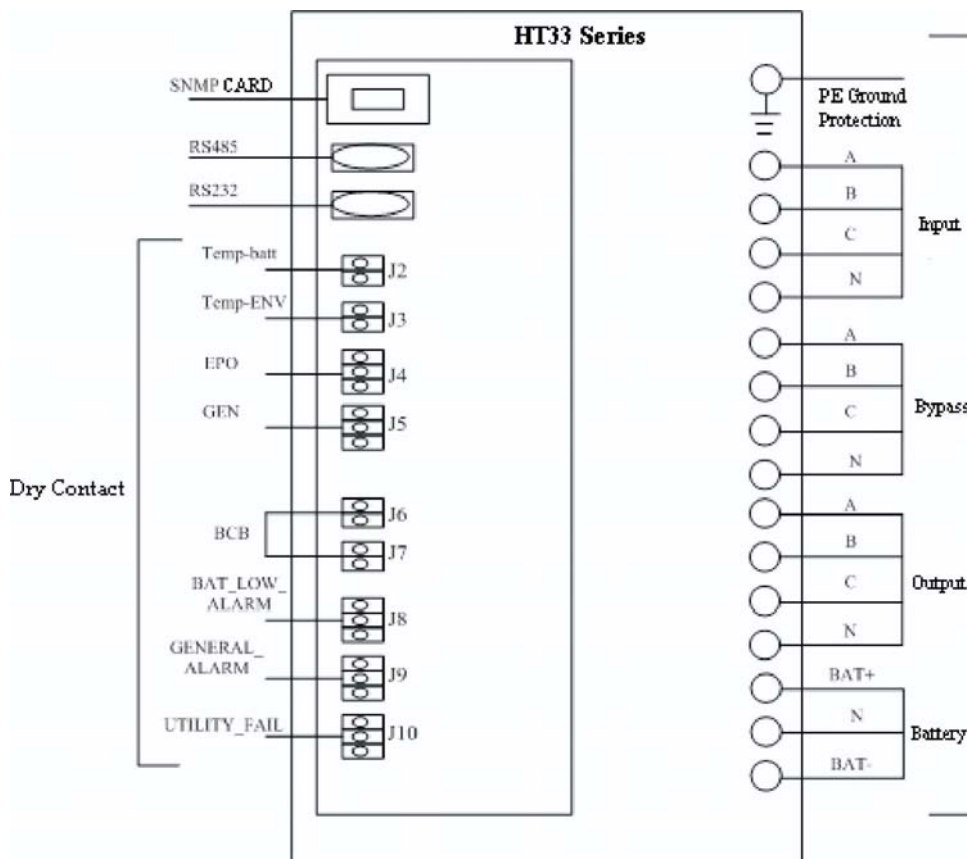 HT33 Series
SNMP CARD
RS485
RS232
Dry Contact
Temp-batt
J2
Temp-ENV
J3
EPO
J4
GEN
J5
BCB
J6
J7
BAT_LOW_
ALARM
J8
GENERAL_
ALARM
J9
UTILITY_FAIL
J10
PE Ground
Protection
A
B
C
N
Input
A
B
C
N
Bypass
A
B
C
N
Output
BAT+
N
BAT-
Battery